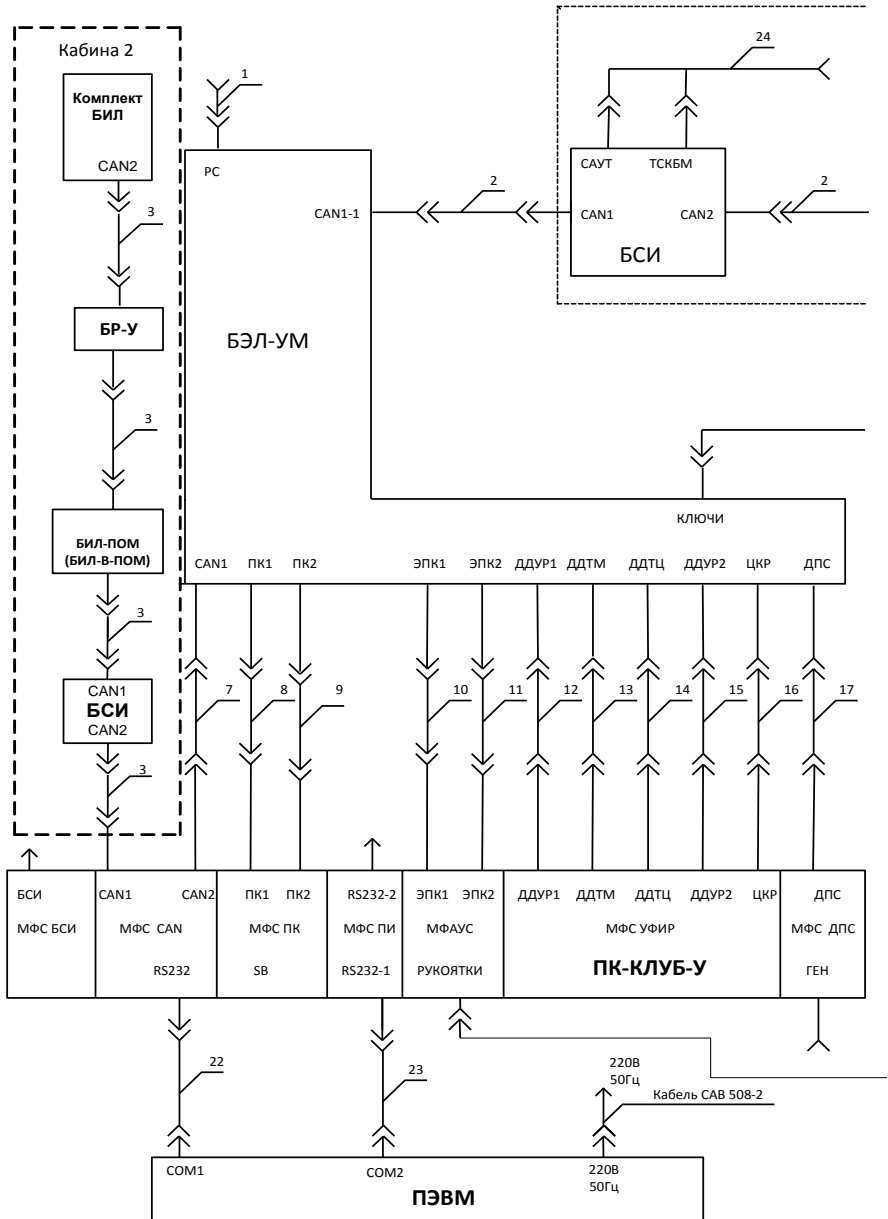 Кабина 2
Комплект
БИЛ
CAN2
3
БР-У
3
БИЛ-ПОМ
(БИЛ-В-ПОМ)
3
CAN1
БСИ
CAN2
3
1
РС
CAN1-1
БЭЛ-УМ
КЛЮЧИ
CAN1 ПК1 ПК2 ЭПК1 ЭПК2 ДДУР1 ДДТМ ДДТЦ ДДУР2 ЦКР ДПС
2
24
САУТ ТСКБМ
CAN1 CAN2
БСИ
2
7 8 9 10 11 12 13 14 15 16 17
БСИ CAN1 CAN2 ПК1 ПК2 RS232-2 ЭПК1 ЭПК2 ДДУР1 ДДТМ ДДТЦ ДДУР2 ЦКР ДПС
МФС БСИ МФС CAN МФС ПК МФС ПИ МФАУС МФС УФИР МФС ДПС
RS232 SB RS232-1 РУКОЯТКИ ПК-КЛУБ-У ГЕН
22
23
220В
50Гц
Кабель САВ 508-2
COM1 COM2 220В
50Гц
ПЭВМ